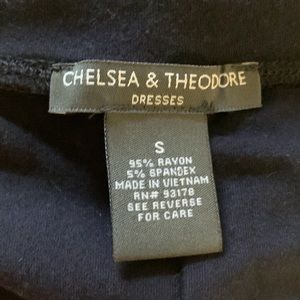 CHELSEA & THEODORE
DRESSES
S
95% RAYON
5% SPANDEX
MADE IN VIETNAM
RN# 93178
SEE REVERSE
FOR CARE